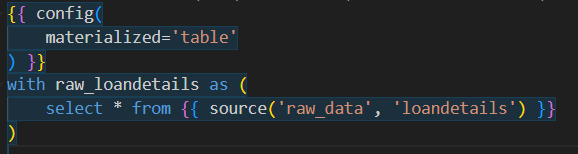 {{ config(
    materialized='table'
) }}
with raw_loandetails as (
    select * from {{ source('raw_data', 'loandetails') }}
)